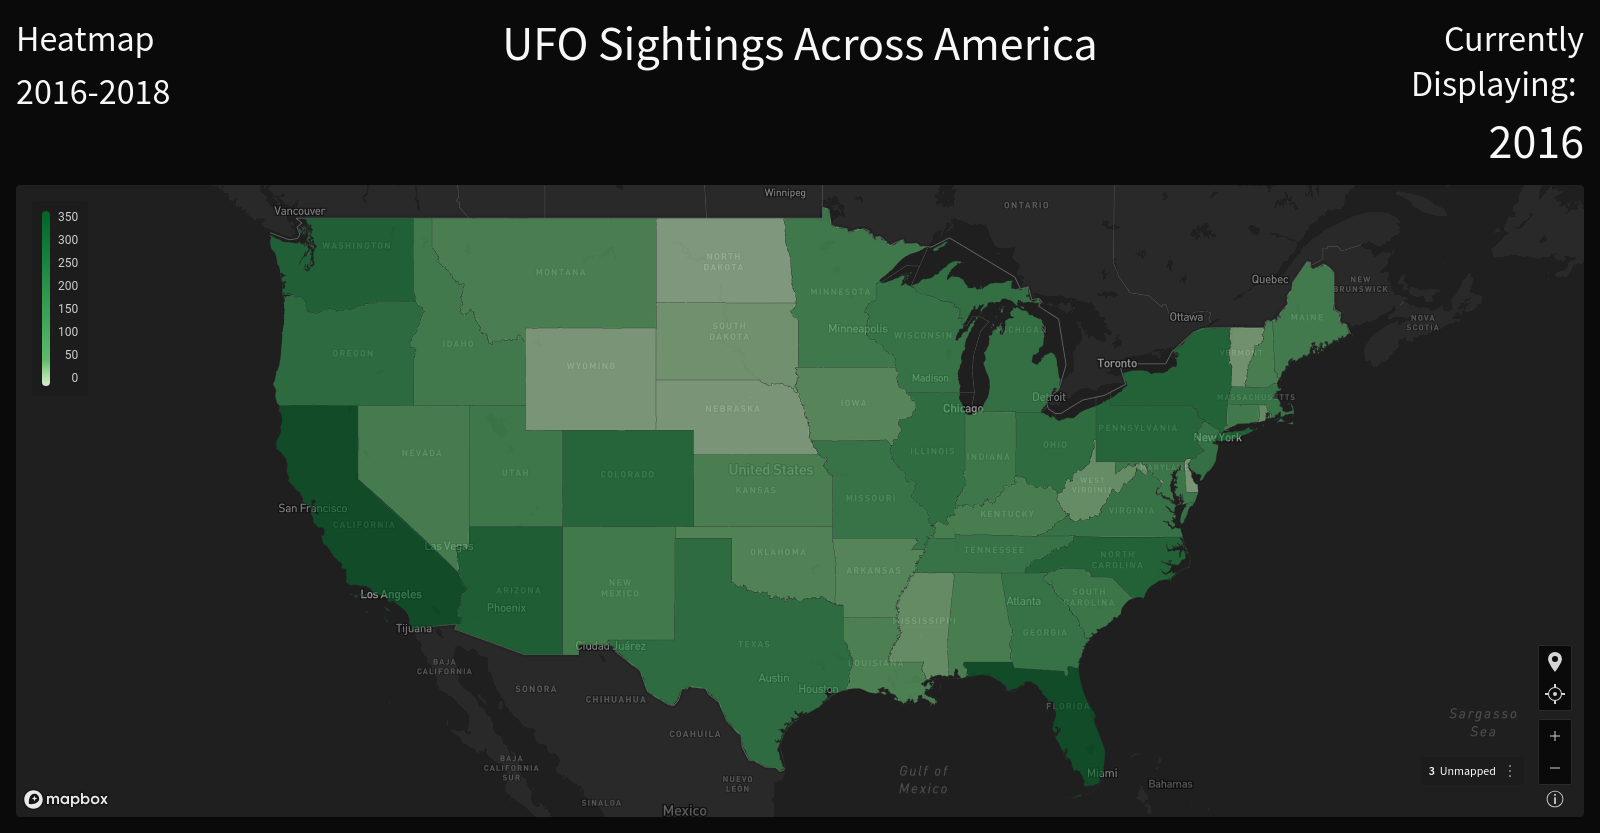 Heatmap
2016-2018
UFO Sightings Across America
Currently
Displaying:
2016
350
300
250
200
150
100
50
0
Vancouver
Winnipeg
ONTARIO
WASHINGTON
MONTANA
NORTH
DAKOTA
MINNESOTA
Quebec
NEW
BRUNSWICK
NOVA
SCOTIA
MAINE
Ottawa
OREGON
IDAHO
SOUTH
DAKOTA
Minneapolis
WISCONSIN
MICHIGAN
VERMONT
Toronto
WYOMING
Madison
Detroit
MASSACHUSETTS
NEBRASKA
IOWA
Chicago
PENNSYLVANIA
New York
NEVADA
UTAH
COLORADO
United States
KANSAS
ILLINOIS
INDIANA
OHIO
MARYLAND
WEST
VIRGINIA
MISSOURI
San Francisco
CALIFORNIA
KENTUCKY
VIRGINIA
Las Vegas
OKLAHOMA
TENNESSEE
NORTH
CAROLINA
ARKANSAS
Los Angeles
ARIZONA
Phoenix
NEW
MEXICO
Atlanta
SOUTH
CAROLINA
Tijuana
MISSISSIPPI
GEORGIA
Ciudad Juárez
TEXAS
LOUISIANA
BAJA
CALIFORNIA
SONORA
CHIHUAHUA
Austin
Houston
FLORIDA
Sargasso
Sea
COAHUILA
BAJA
CALIFORNIA
SUR
NUEVO
LEÓN
Gulf of
Mexico
Miami
Bahamas
3 Unmapped
SINALOA
Mexico
mapbox